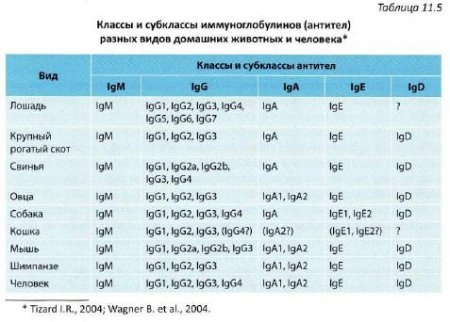 Таблица 11.5
Классы и субклассы иммуноглобулинов (антител)
разных видов домашних животных и человека*
Вид
Классы и субклассы антител
IgM IgG IgA IgE IgD
Лошадь IgM IgG1, IgG2, IgG3, IgG4, IgA IgE ?
IgG5, IgG6, IgG7
Крупный IgM IgG1, IgG2, IgG3 IgA IgE IgD
рогатый скот
Свинья IgM IgG1, IgG2a, IgG2b, IgA IgE IgD
IgG3, IgG4
Овца IgM IgG1, IgG2, IgG3 IgA1, IgA2 IgE IgD
Собака IgM IgG1, IgG2, IgG3, IgG4 IgA IgE1, IgE2 IgD
Кошка IgM IgG1, IgG2, IgG3, (IgG4?) (IgA2?) (IgE1, IgE2?) ?
Мышь IgM IgG1, IgG2a, IgG2b, IgG3 IgA1, IgA2 IgE IgD
Шимпанзе IgM IgG1, IgG2, IgG3 IgA1, IgA2 IgE IgD
Человек IgM IgG1, IgG2, IgG3, IgG4 IgA1, IgA2 IgE IgD
* Tizard I.R., 2004; Wagner B. et al., 2004.